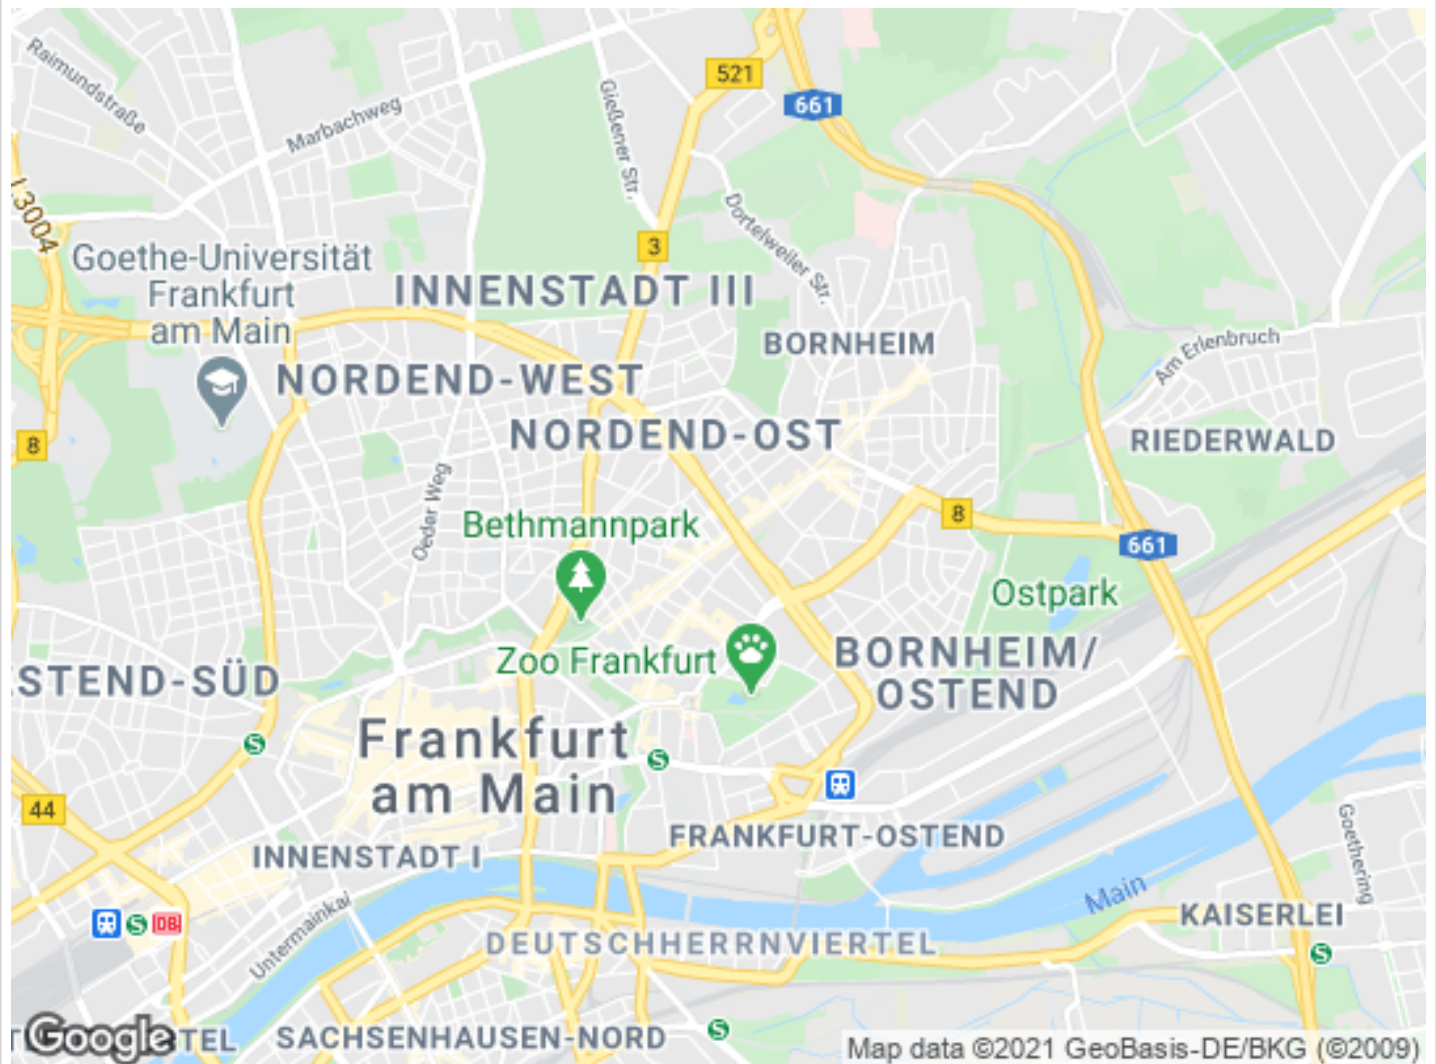 Raimundstraße
Marbachweg
Gießener Str.
521
661
L3004
Goethe-Universität
Frankfurt
am Main
3
Dortelweiler Str.
INNENSTADT III
BORNHEIM
Am Erlenbruch
NORDEND-WEST
NORDEND-OST
8
RIEDERWALD
Oeder Weg
Bethmannpark
8
661
Ostpark
STEND-SÜD
Zoo Frankfurt
BORNHEIM/
OSTEND
Frankfurt
am Main
S
S
44
INNENSTADT I
FRANKFURT-OSTEND
Goethering
Main
KAISERLEI
S
DB
Untermainkai
DEUTSCHHERRNVIERTEL
S
Google
TEL
SACHSENHAUSEN-NORD
S
Map data ©2021 GeoBasis-DE/BKG (©2009)